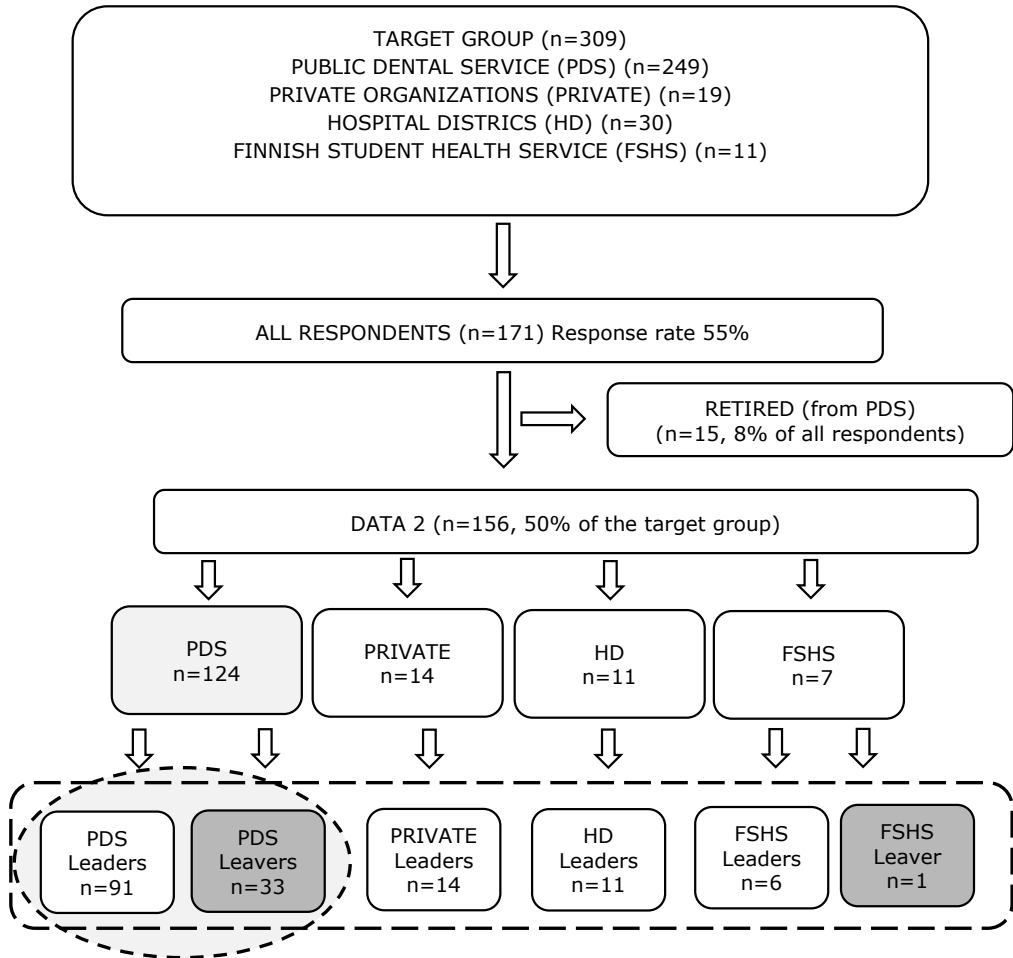 TARGET GROUP (n=309)
PUBLIC DENTAL SERVICE (PDS) (n=249)
PRIVATE ORGANIZATIONS (PRIVATE) (n=19)
HOSPITAL DISTRICS (HD) (n=30)
FINNISH STUDENT HEALTH SERVICE (FSHS) (n=11)
ALL RESPONDENTS (n=171) Response rate 55%
RETIRED (from PDS)
(n=15, 8% of all respondents)
DATA 2 (n=156, 50% of the target group)
PDS
n=124
PRIVATE
n=14
HD
n=11
FSHS
n=7
PDS
Leaders
n=91
PDS
Leavers
n=33
PRIVATE
Leaders
n=14
HD
Leaders
n=11
FSHS
Leaders
n=6
FSHS
Leaver
n=1